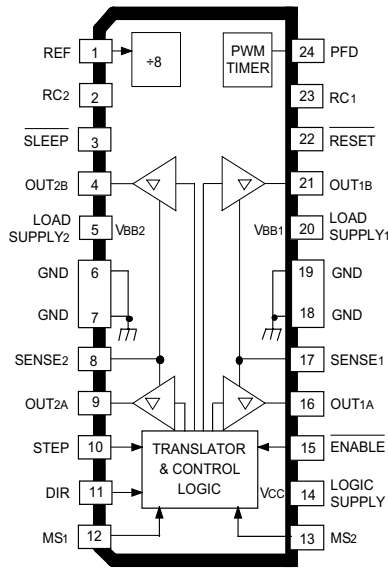 REF 1 ÷8 PWM TIMER 24 PFD
RC2 2 23 RC1
SLEEP 3 22 RESET
OUT2B 4 21 OUT1B
LOAD SUPPLY2 5 VBB2 VBB1 20 LOAD SUPPLY1
GND 6 19 GND
GND 7 18 GND
SENSE2 8 17 SENSE1
OUT2A 9 16 OUT1A
STEP 10 TRANSLATOR & CONTROL LOGIC 15 ENABLE
DIR 11 VCC 14 LOGIC SUPPLY
MS1 12 13 MS2